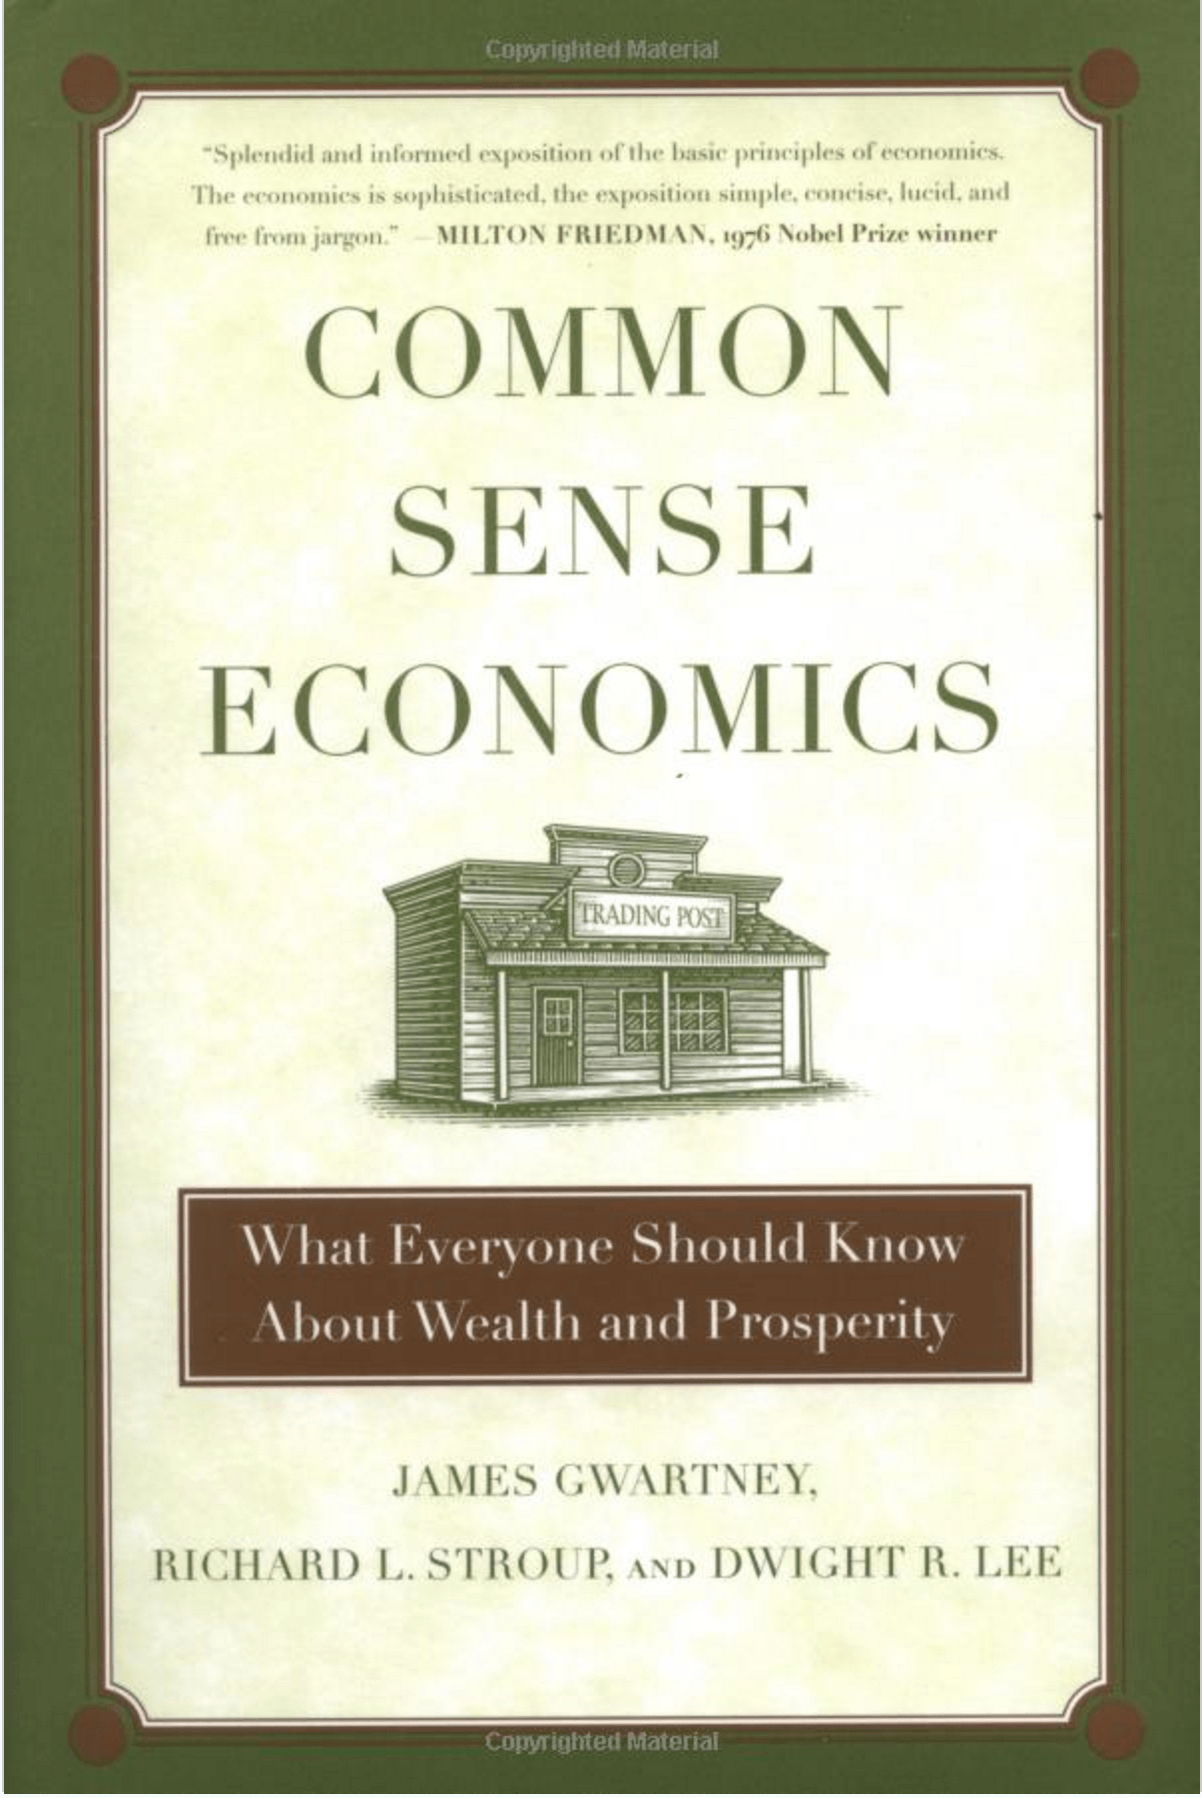 Copyrighted Material
“Splendid and informed exposition of the basic principles of economics.
The economics is sophisticated, the exposition simple, concise, lucid, and
free from jargon.” —MILTON FRIEDMAN, 1976 Nobel Prize winner
COMMON
SENSE
ECONOMICS
TRADING POST
What Everyone Should Know
About Wealth and Prosperity
JAMES GWARTNEY,
RICHARD L. STROUP, AND DWIGHT R. LEE
Copyrighted Material